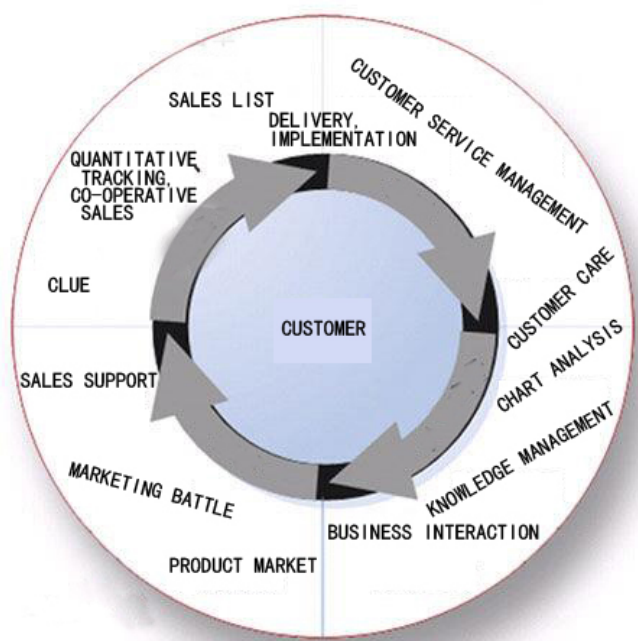 SALES LIST
DELIVERY,
IMPLEMENTATION
CUSTOMER SERVICE MANAGEMENT
QUANTITATIVE
TRACKING,
CO-OPERATIVE
SALES
CLUE
CUSTOMER
CUSTOMER CARE
CHART ANALYSIS
SALES SUPPORT
KNOWLEDGE MANAGEMENT
MARKETING BATTLE
BUSINESS INTERACTION
PRODUCT MARKET